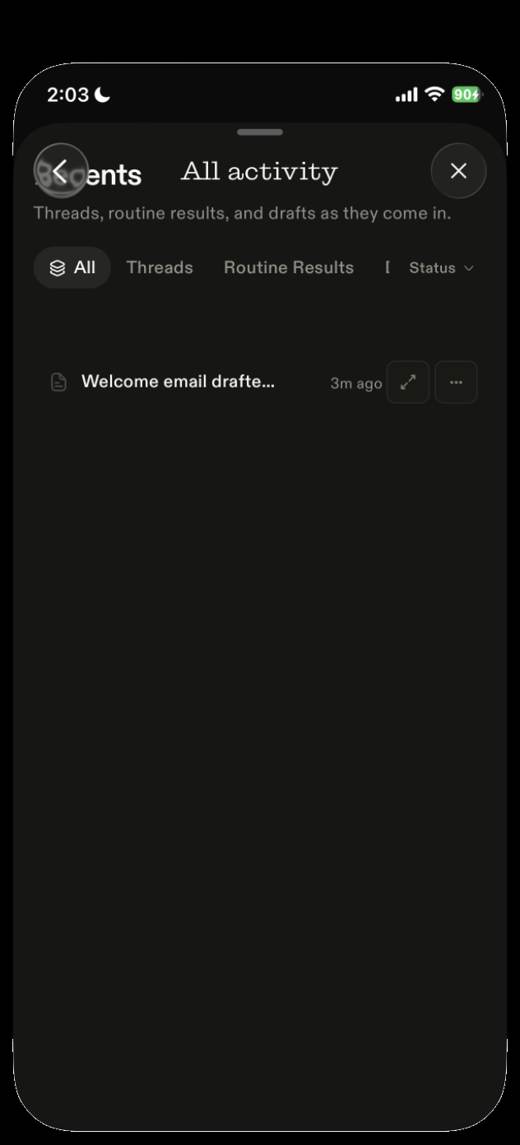 2:03
90
ents
All activity
Threads, routine results, and drafts as they come in.
All
Threads
Routine Results
Status
Welcome email drafte...
3m ago